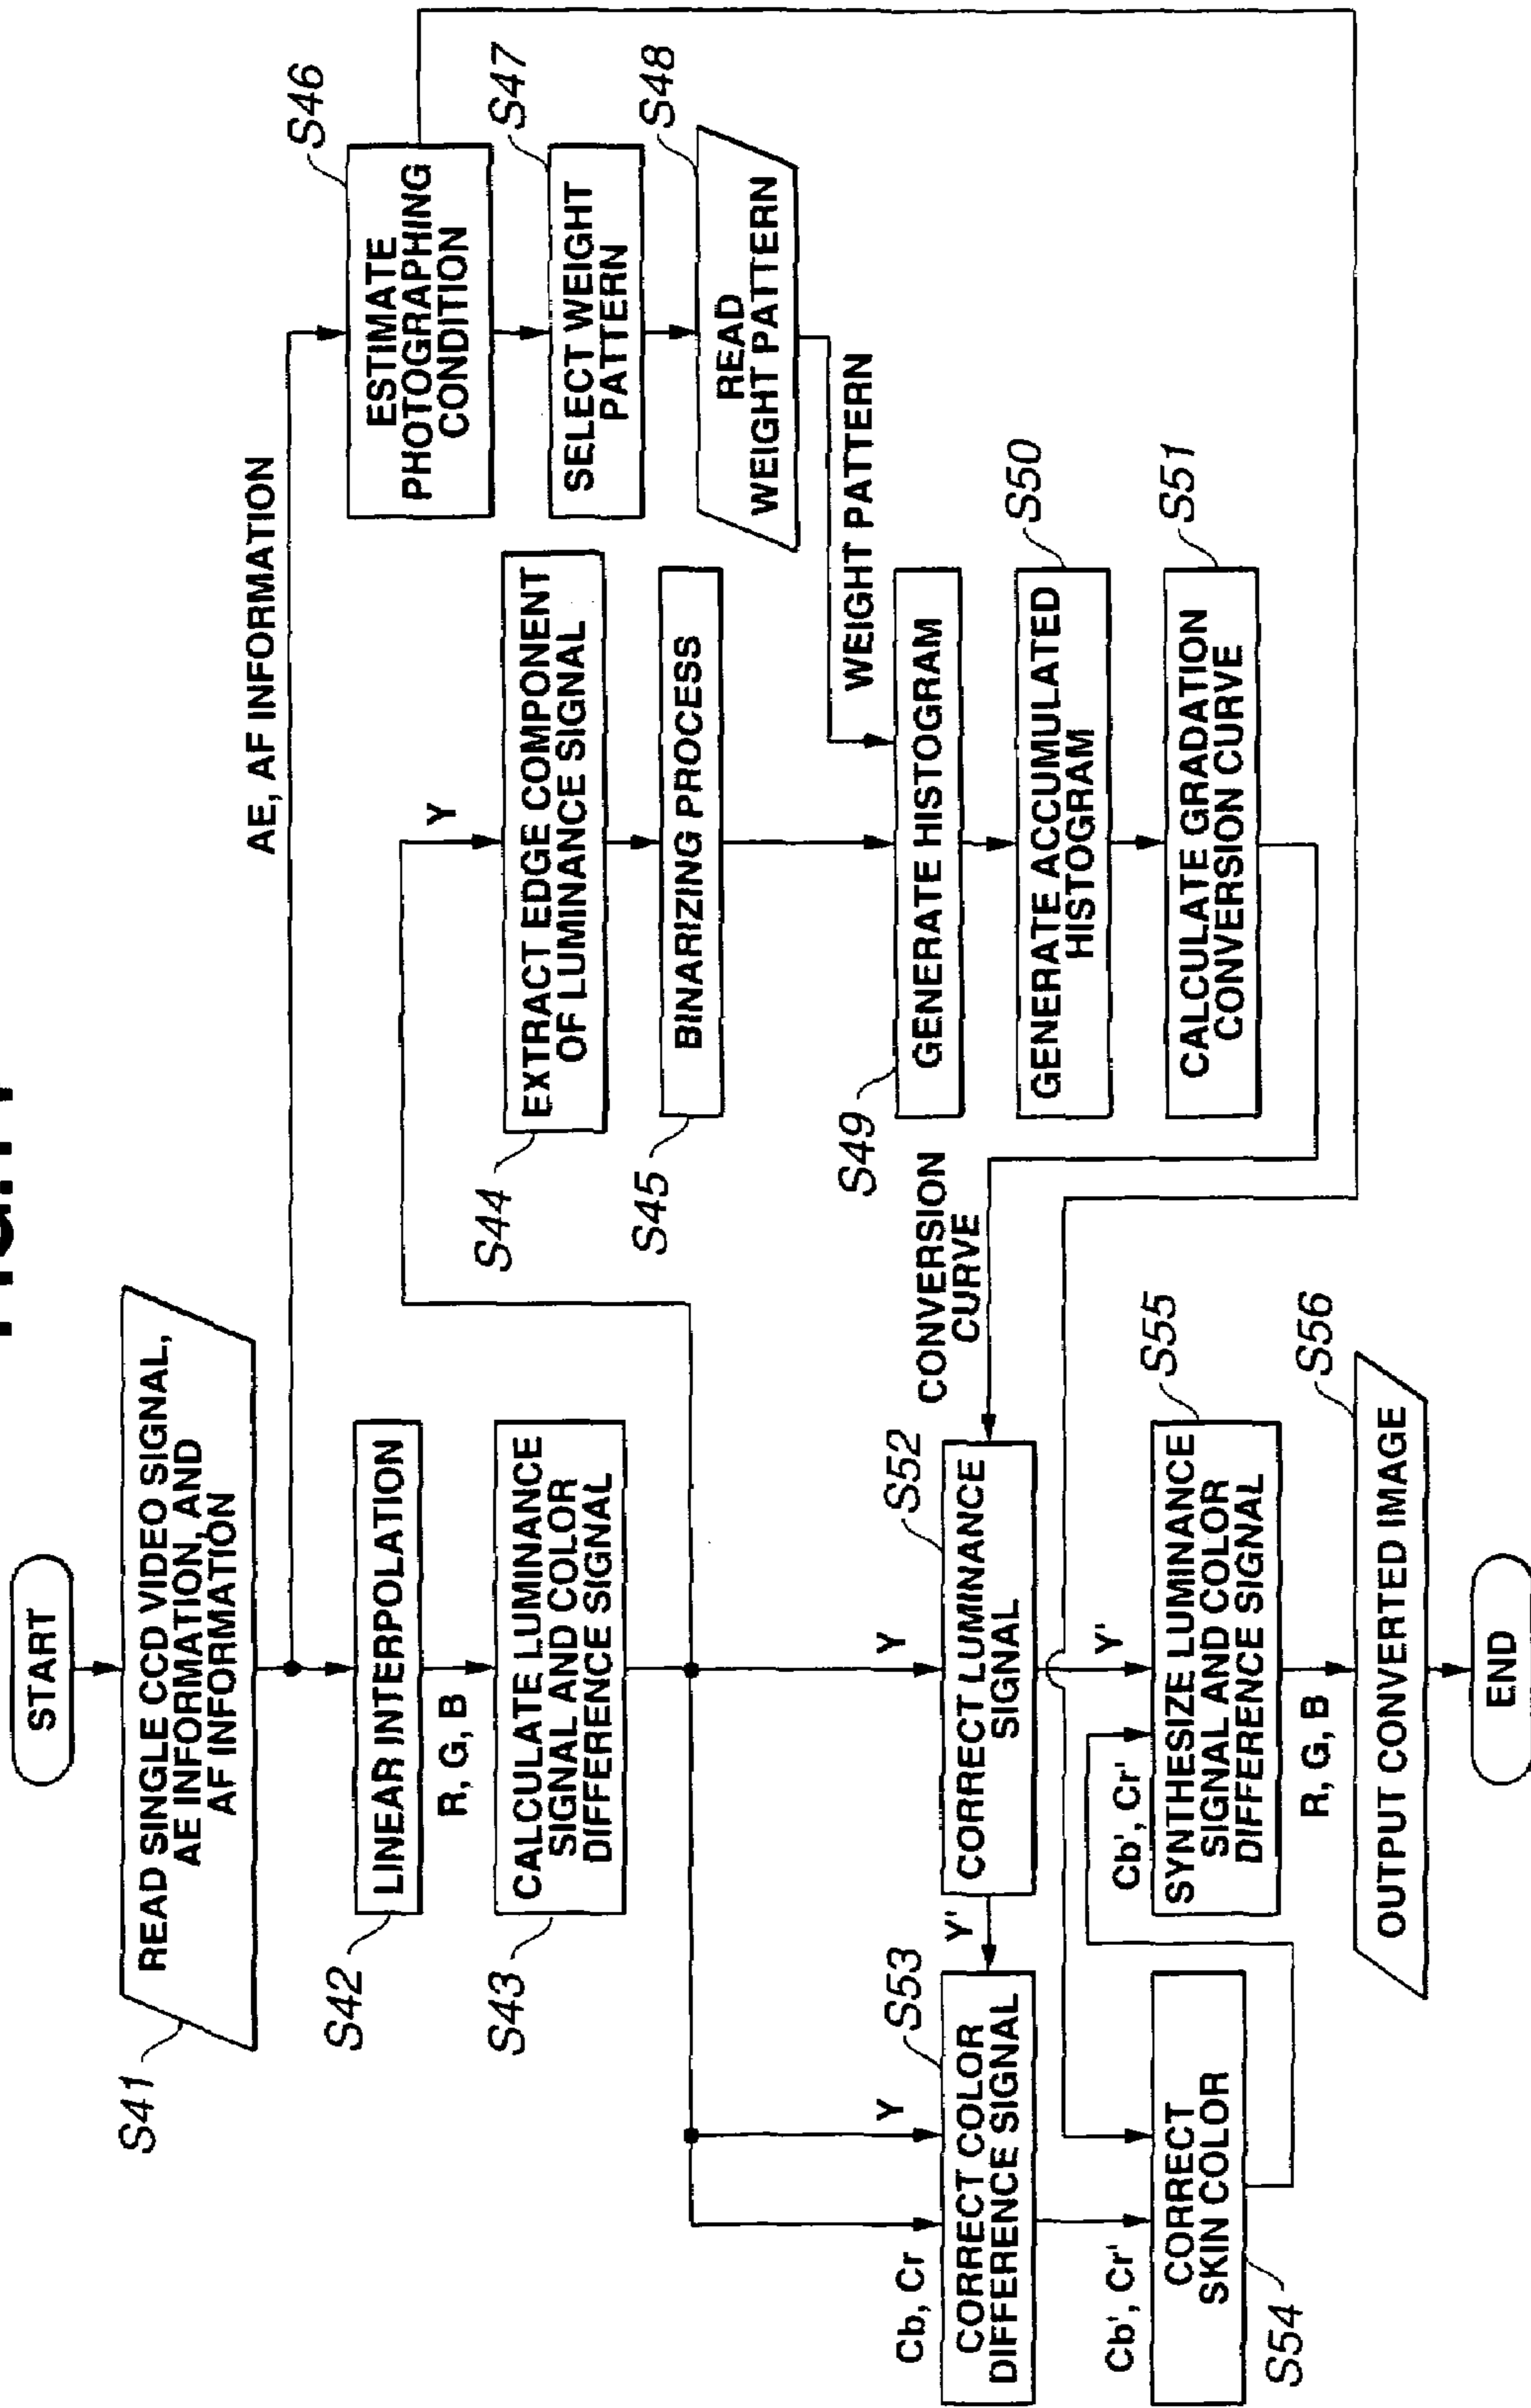 START
READ SINGLE CCD VIDEO SIGNAL,
AE INFORMATION, AND
AF INFORMATION
S41
AE, AF INFORMATION
LINEAR INTERPOLATION
S42
R, G, B
CALCULATE LUMINANCE
SIGNAL AND COLOR
DIFFERENCE SIGNAL
S43
Y
EXTRACT EDGE COMPONENT
OF LUMINANCE SIGNAL
S44
BINARIZING PROCESS
S45
ESTIMATE
PHOTOGRAPHING
CONDITION
S46
SELECT WEIGHT
PATTERN
S47
READ
WEIGHT PATTERN
S48
WEIGHT PATTERN
GENERATE HISTOGRAM
S49
GENERATE ACCUMULATED
HISTOGRAM
S50
CALCULATE GRADATION
CONVERSION CURVE
S51
CONVERSION
CURVE
Y
CORRECT LUMINANCE
SIGNAL
S52
Y'
Cb, Cr
Y
CORRECT COLOR
DIFFERENCE SIGNAL
S53
Cb', Cr'
CORRECT
SKIN COLOR
S54
Cb', Cr'
Y'
SYNTHESIZE LUMINANCE
SIGNAL AND COLOR
DIFFERENCE SIGNAL
S55
R, G, B
OUTPUT CONVERTED IMAGE
S56
END